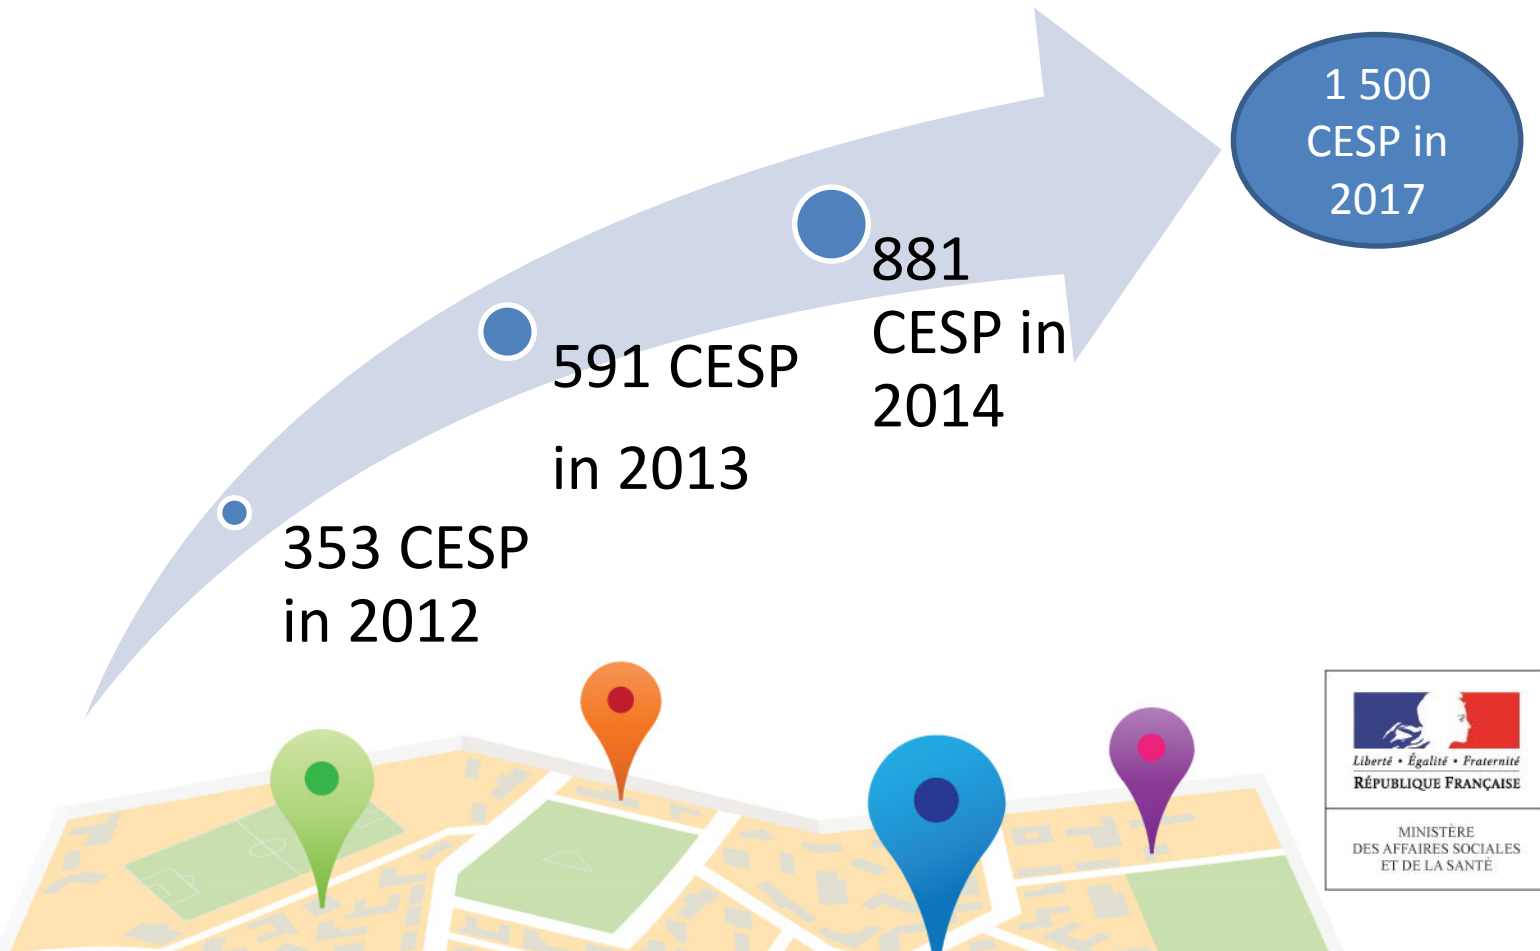 1 500
CESP in
2017
881
CESP in
2014
591 CESP
in 2013
353 CESP
in 2012
Liberté • Égalité • Fraternité
RÉPUBLIQUE FRANÇAISE
MINISTÈRE
DES AFFAIRES SOCIALES
ET DE LA SANTÉ